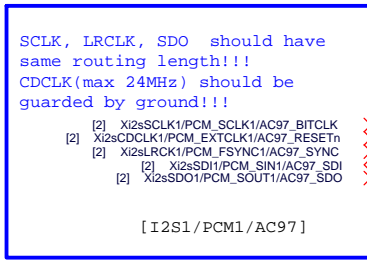 SCLK, LRCLK, SDO should have
same routing length!!!
CDCLK(max 24MHz) should be
guarded by ground!!!
[2] Xi2sSCLK1/PCM_SCLK1/AC97_BITCLK
[2] Xi2sCDCLK1/PCM_EXTCLK1/AC97_RESETn
[2] Xi2sLRCK1/PCM_FSYNC1/AC97_SYNC
[2] Xi2sSDI1/PCM_SIN1/AC97_SDI
[2] Xi2sSDO1/PCM_SOUT1/AC97_SDO
[I2S1/PCM1/AC97]